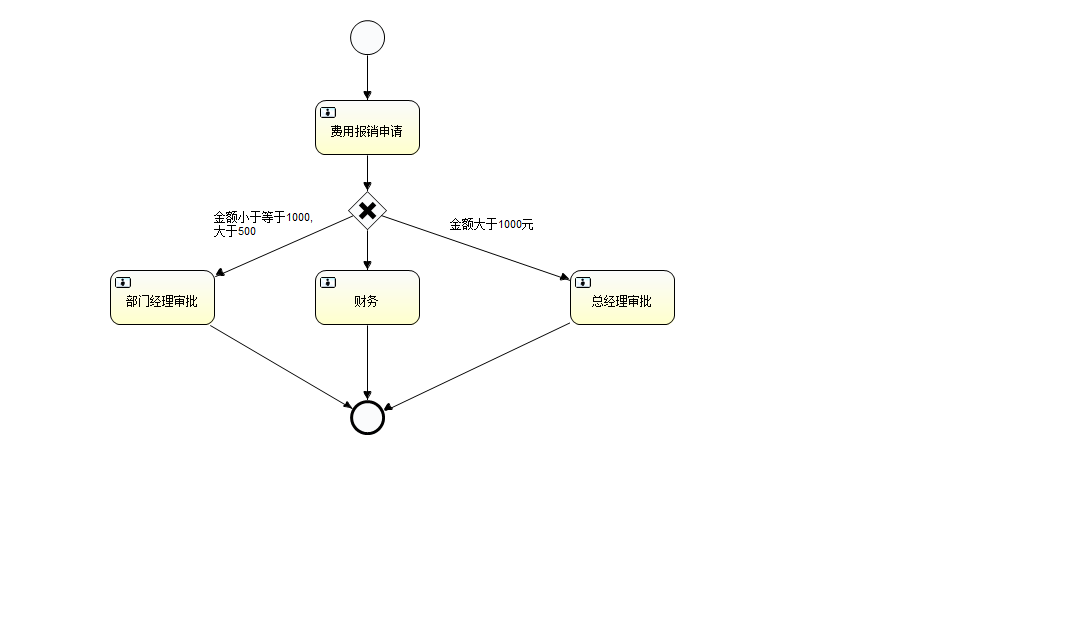 费用报销申请
金额小于等于1000,
大于500
金额大于1000元
部门经理审批
财务
总经理审批